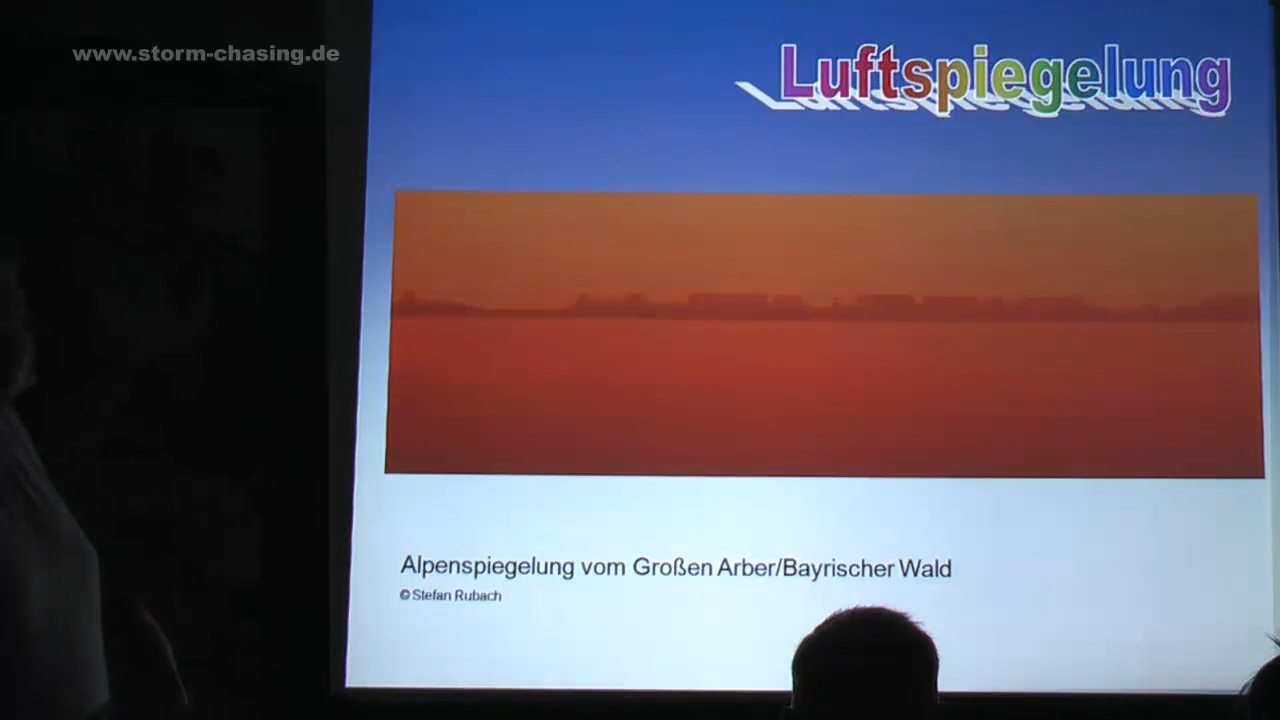 www.storm-chasing.de
Luftspiegelung
Alpenspiegelung vom Großen Arber/Bayrischer Wald
© Stefan Rubach